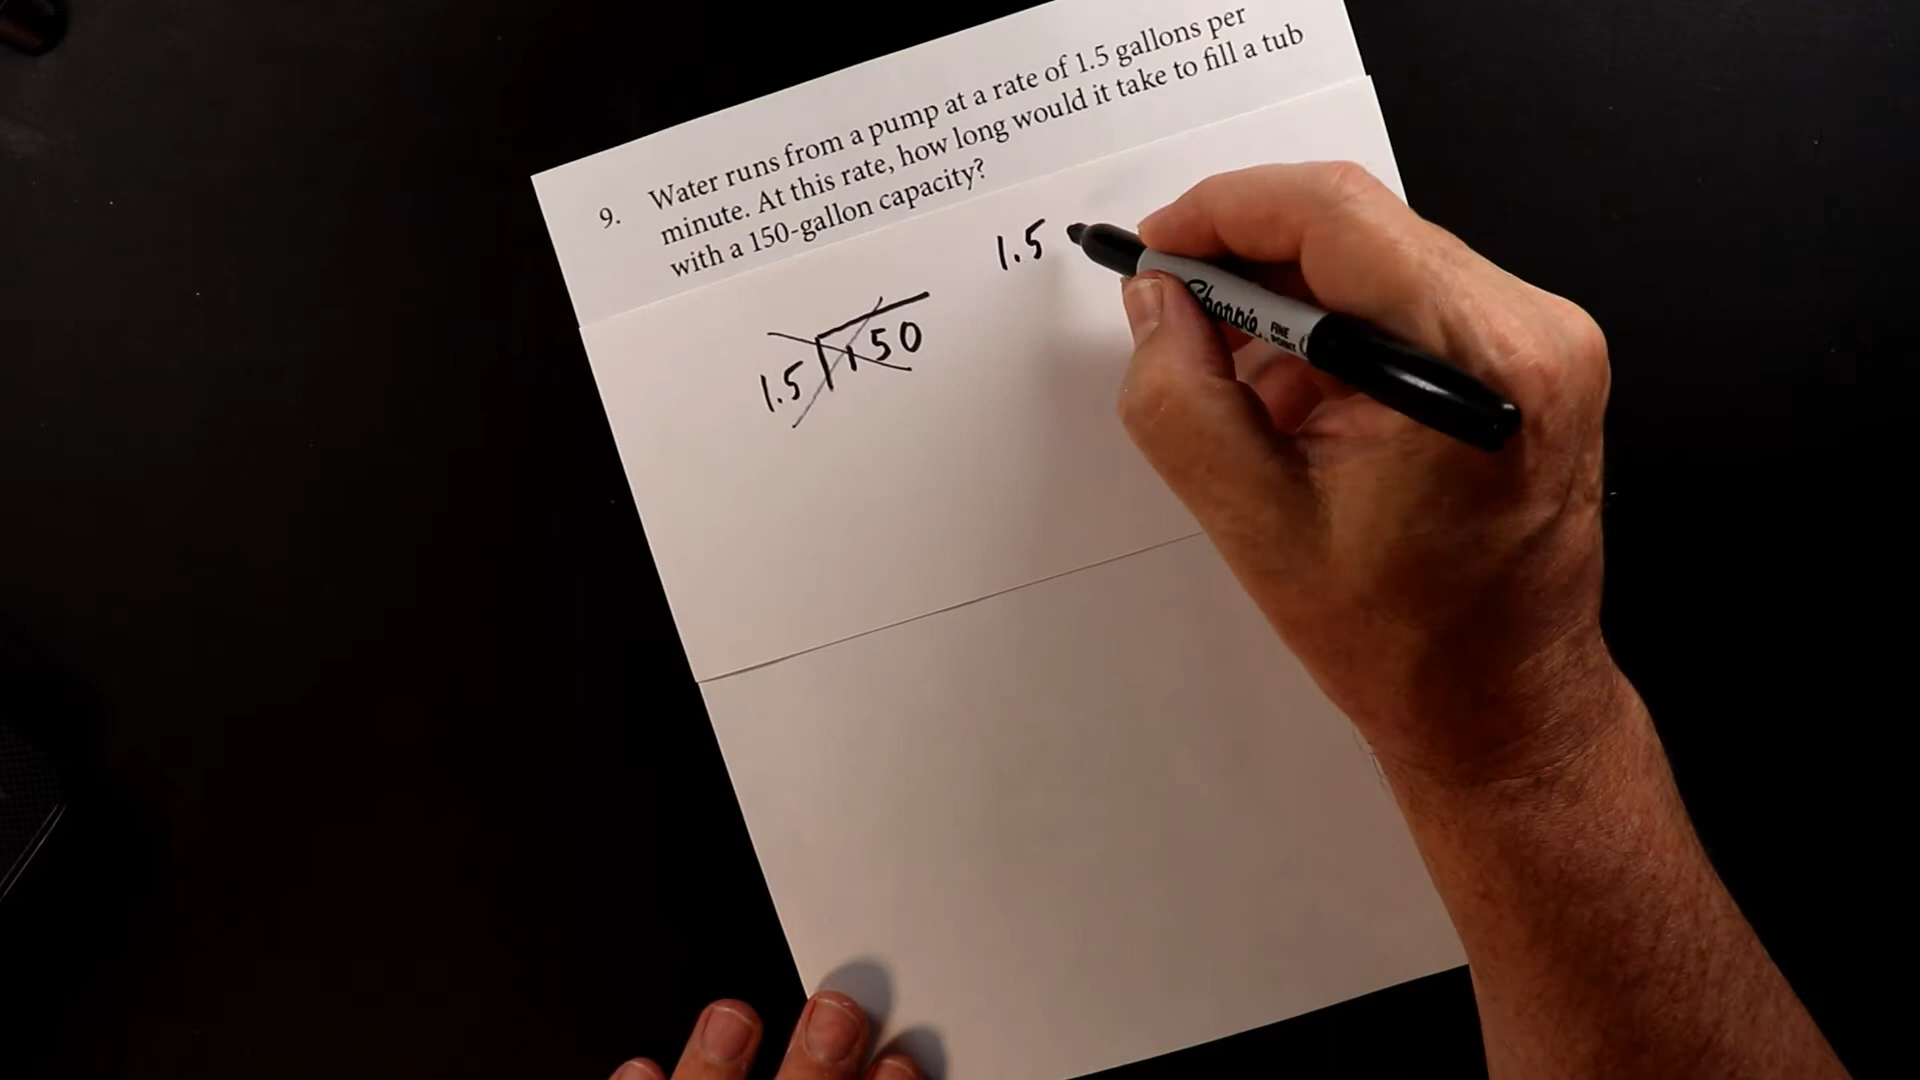 9. Water runs from a pump at a rate of 1.5 gallons per
minute. At this rate, how long would it take to fill a tub
with a 150-gallon capacity?
1.5
1.5 150
Sharpie. FINE POINT